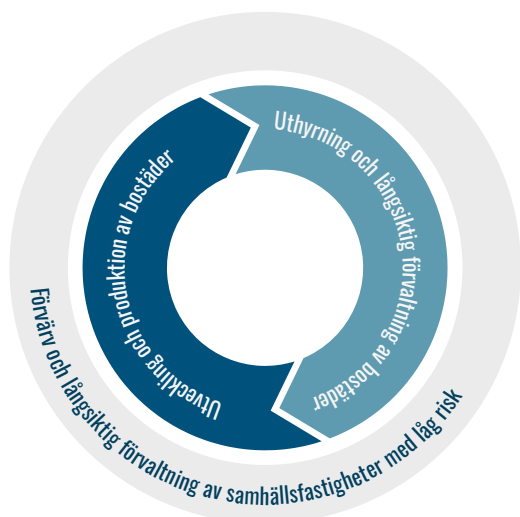 Uthyrning och långsiktig förvaltning av bostäder
Utveckling och produktion av bostäder
Förvärv och långsiktig förvaltning av samhällsfastigheter med låg risk